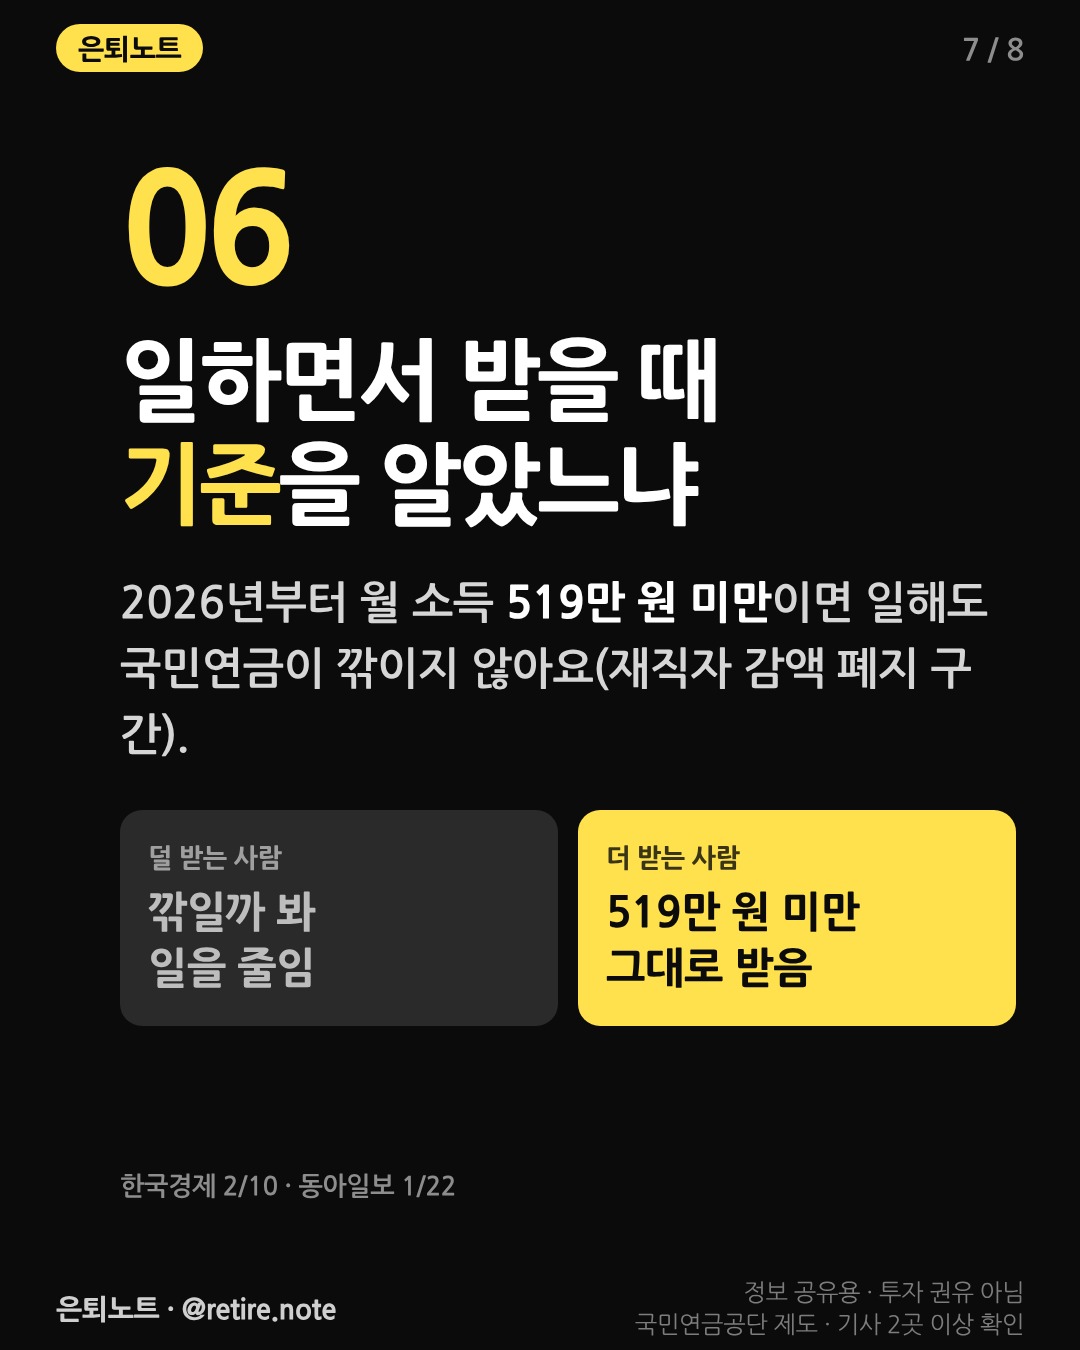 은퇴노트
7 / 8
06
일하면서 받을 때
기준을 알았느냐
2026년부터 월 소득 519만 원 미만이면 일해도
국민연금이 깎이지 않아요(재직자 감액 폐지 구
간).
덜 받는 사람
깎일까 봐
일을 줄임
더 받는 사람
519만 원 미만
그대로 받음
한국경제 2/10 · 동아일보 1/22
은퇴노트 · @retire.note
정보 공유용 · 투자 권유 아님
국민연금공단 제도 · 기사 2곳 이상 확인